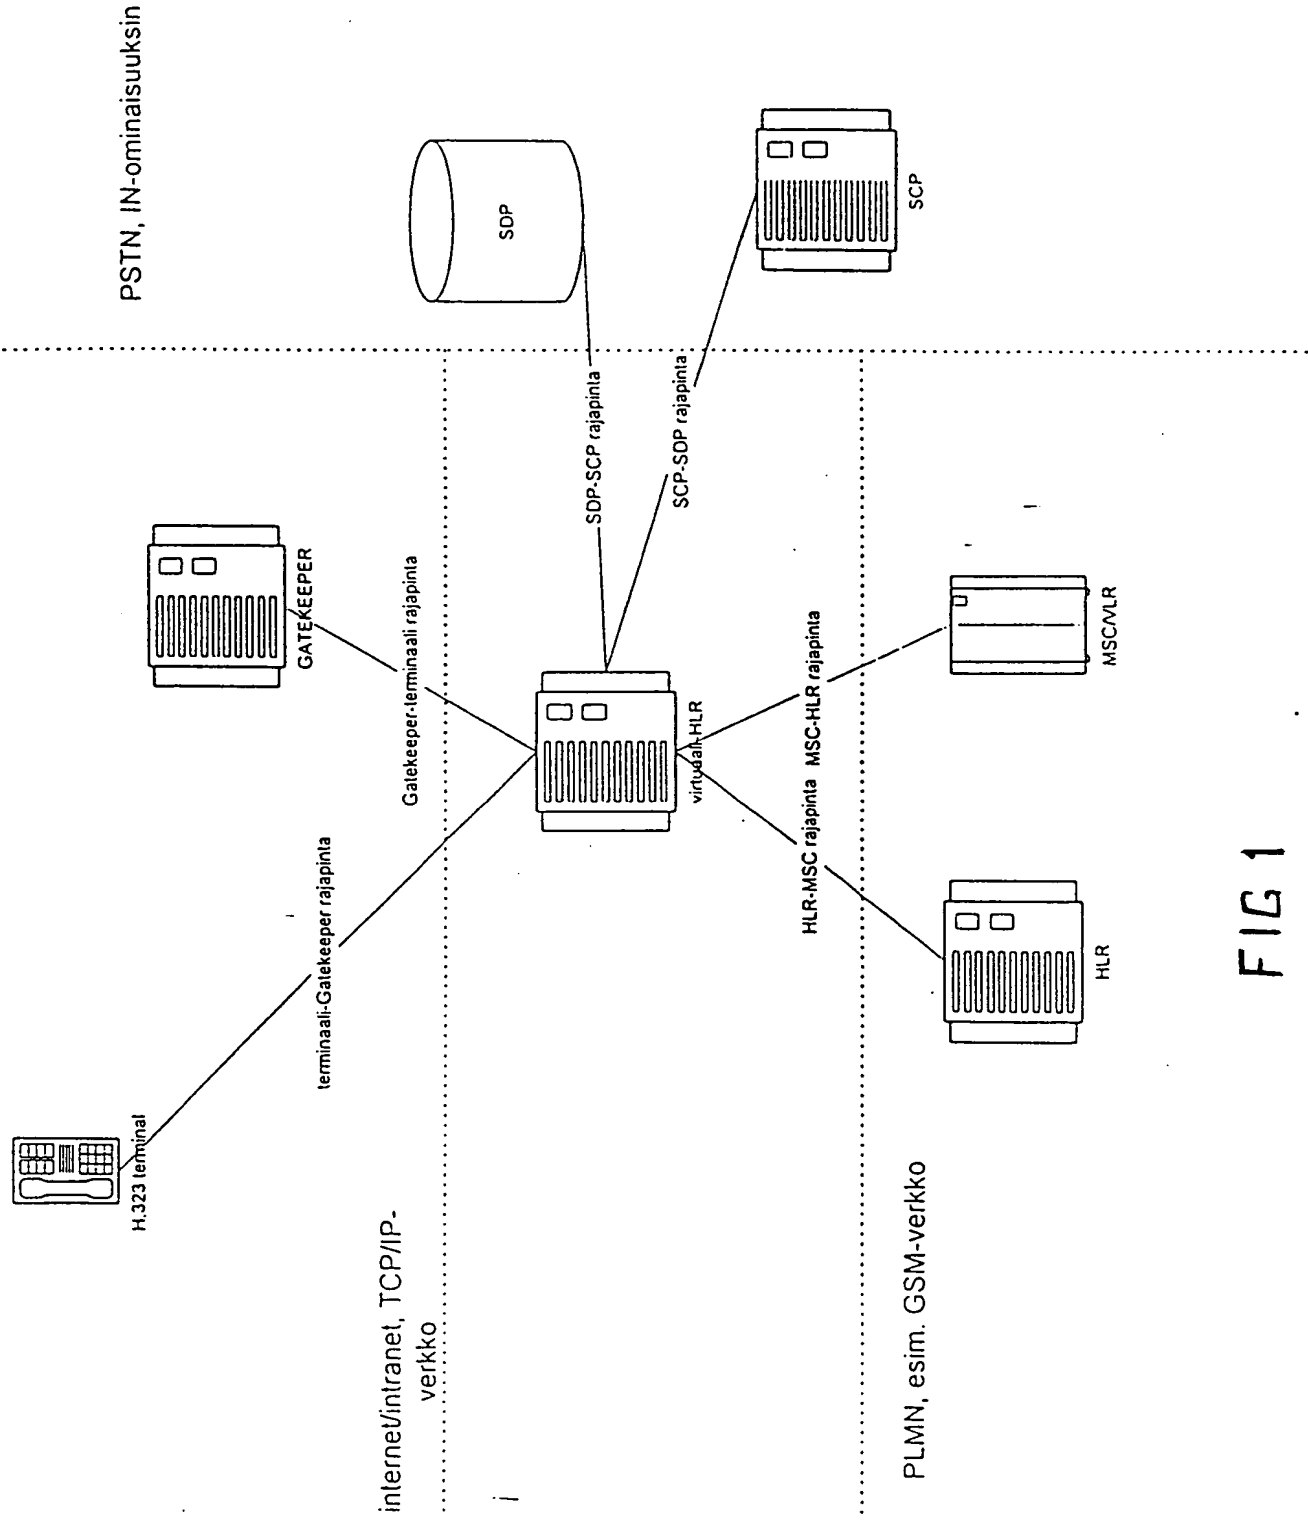 PSTN, IN-ominaisuuksin
SDP
SCP
SDP-SCP rajapinta
SCP-SDP rajapinta
GATEKEEPER
Gatekeeper-terminaali rajapinta
terminaali-Gatekeeper rajapinta
H.323 terminal
internet/intranet, TCP/IP-
verkko
virtuaali-HLR
MSC-HLR rajapinta
HLR-MSC rajapinta
MSC/VLR
HLR
PLMN, esim. GSM-verkko
FIG 1